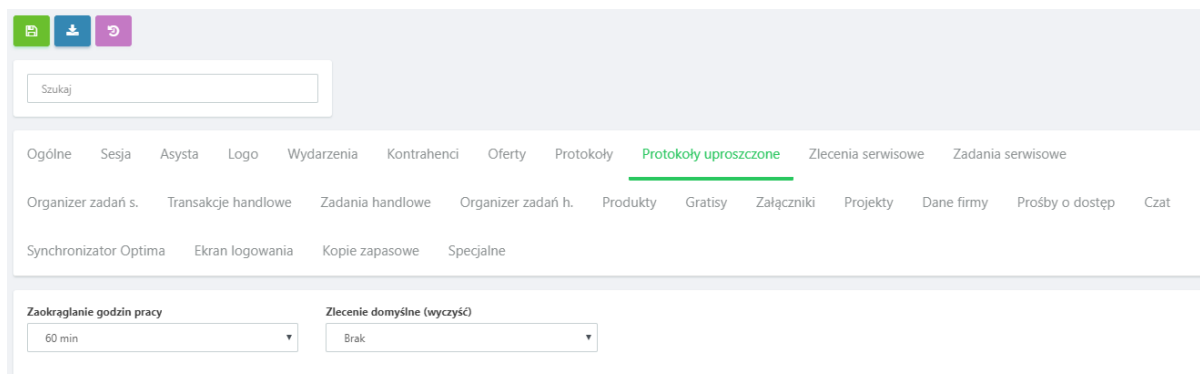 Szukaj
Ogólne Sesja Asysta Logo Wydarzenia Kontrahenci Oferty Protokoły Protokoły uproszczone Zlecenia serwisowe Zadania serwisowe
Organizer zadań s. Transakcje handlowe Zadania handlowe Organizer zadań h. Produkty Gratisy Załączniki Projekty Dane firmy Prośby o dostęp Czat
Synchronizator Optima Ekran logowania Kopie zapasowe Specjalne
Zaokrąglanie godzin pracy Zlecenie domyślne (wyczyść)
60 min Brak